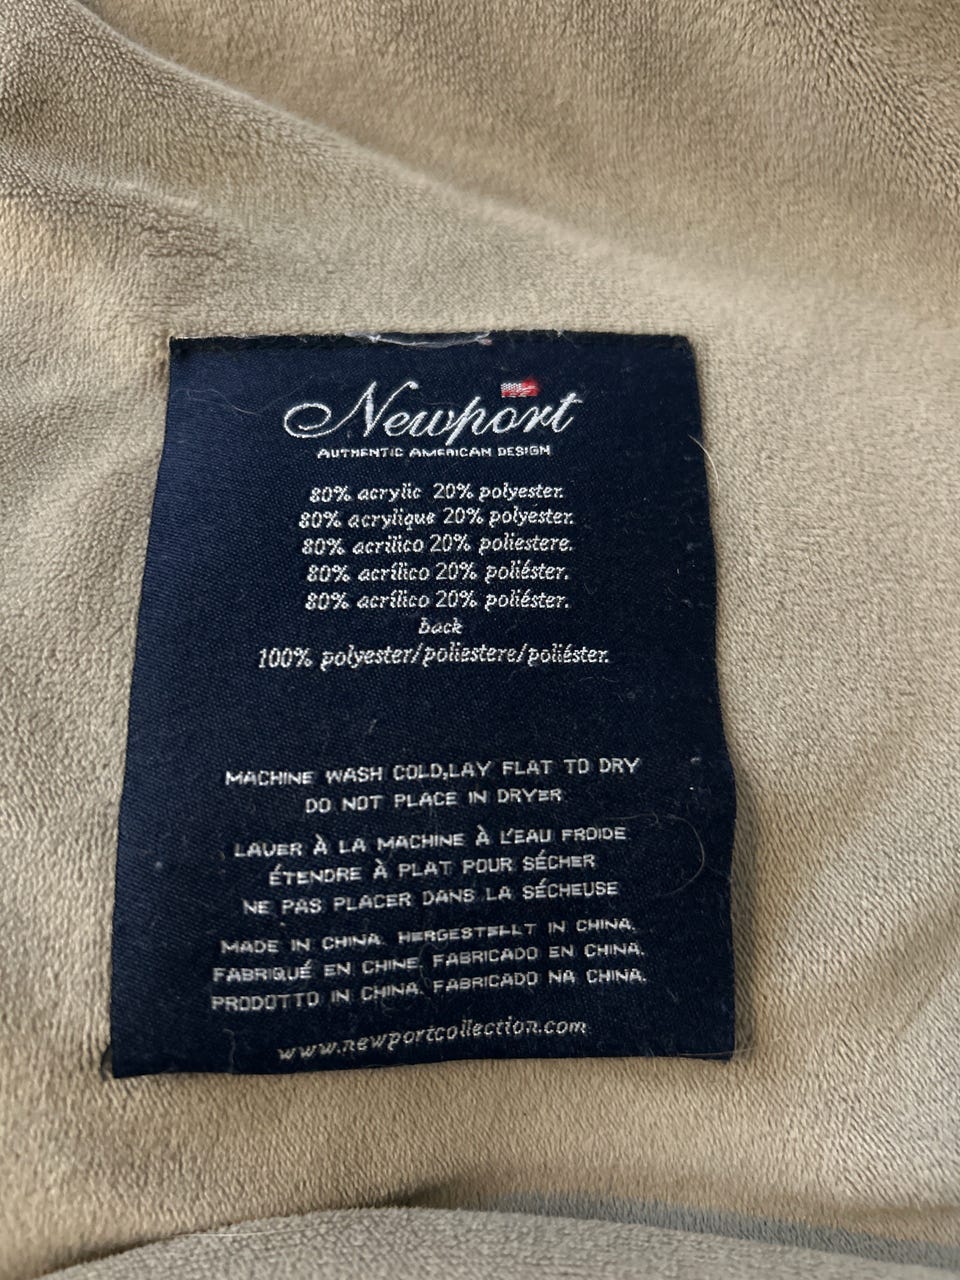 Newport
AUTHENTIC AMERICAN DESIGN
80% acrylic 20% polyester.
80% acrylique 20% polyester.
80% acrilico 20% poliestere.
80% acrílico 20% poliéster.
80% acrílico 20% poliéster.
back
100% polyester/poliestere/poliéster.
MACHINE WASH COLD,LAY FLAT TO DRY
DO NOT PLACE IN DRYER
LAVER À LA MACHINE À L'EAU FROIDE
ÉTENDRE À PLAT POUR SÉCHER
NE PAS PLACER DANS LA SÉCHEUSE
MADE IN CHINA. HERGESTELLT IN CHINA.
FABRIQUÉ EN CHINE. FABRICADO EN CHINA.
PRODOTTO IN CHINA. FABRICADO NA CHINA.
www.newportcollection.com